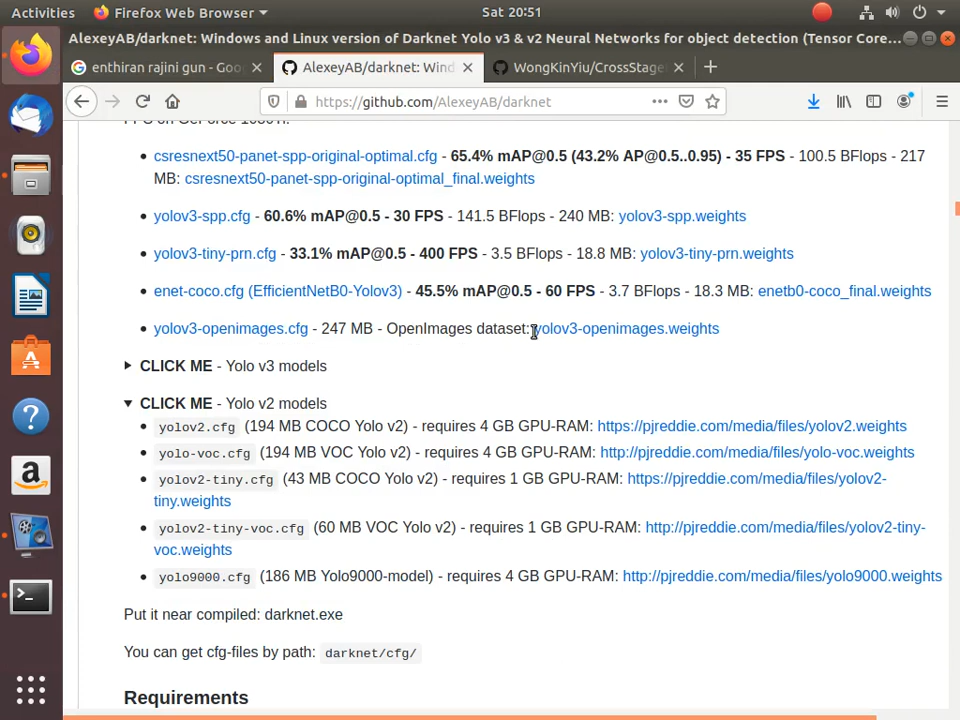 Activities Firefox Web Browser Sat 20:51
AlexeyAB/darknet: Windows and Linux version of Darknet Yolo v3 & v2 Neural Networks for object detection (Tensor Core...
enthiran rajini gun - Goo AlexeyAB/darknet: Wind WongKinYiu/CrossStage
https://github.com/AlexeyAB/darknet
csresnext50-panet-spp-original-optimal.cfg - 65.4% mAP@0.5 (43.2% AP@0.5..0.95) - 35 FPS - 100.5 BFlops - 217
MB: csresnext50-panet-spp-original-optimal_final.weights
yolov3-spp.cfg - 60.6% mAP@0.5 - 30 FPS - 141.5 BFlops - 240 MB: yolov3-spp.weights
yolov3-tiny-prn.cfg - 33.1% mAP@0.5 - 400 FPS - 3.5 BFlops - 18.8 MB: yolov3-tiny-prn.weights
enet-coco.cfg (EfficientNetB0-Yolov3) - 45.5% mAP@0.5 - 60 FPS - 3.7 BFlops - 18.3 MB: enetb0-coco_final.weights
yolov3-openimages.cfg - 247 MB - OpenImages dataset: yolov3-openimages.weights
CLICK ME - Yolo v3 models
CLICK ME - Yolo v2 models
yolov2.cfg (194 MB COCO Yolo v2) - requires 4 GB GPU-RAM: https://pjreddie.com/media/files/yolov2.weights
yolo-voc.cfg (194 MB VOC Yolo v2) - requires 4 GB GPU-RAM: http://pjreddie.com/media/files/yolo-voc.weights
yolov2-tiny.cfg (43 MB COCO Yolo v2) - requires 1 GB GPU-RAM: https://pjreddie.com/media/files/yolov2-
tiny.weights
yolov2-tiny-voc.cfg (60 MB VOC Yolo v2) - requires 1 GB GPU-RAM: http://pjreddie.com/media/files/yolov2-tiny-
voc.weights
yolo9000.cfg (186 MB Yolo9000-model) - requires 4 GB GPU-RAM: http://pjreddie.com/media/files/yolo9000.weights
Put it near compiled: darknet.exe
You can get cfg-files by path: darknet/cfg/
Requirements